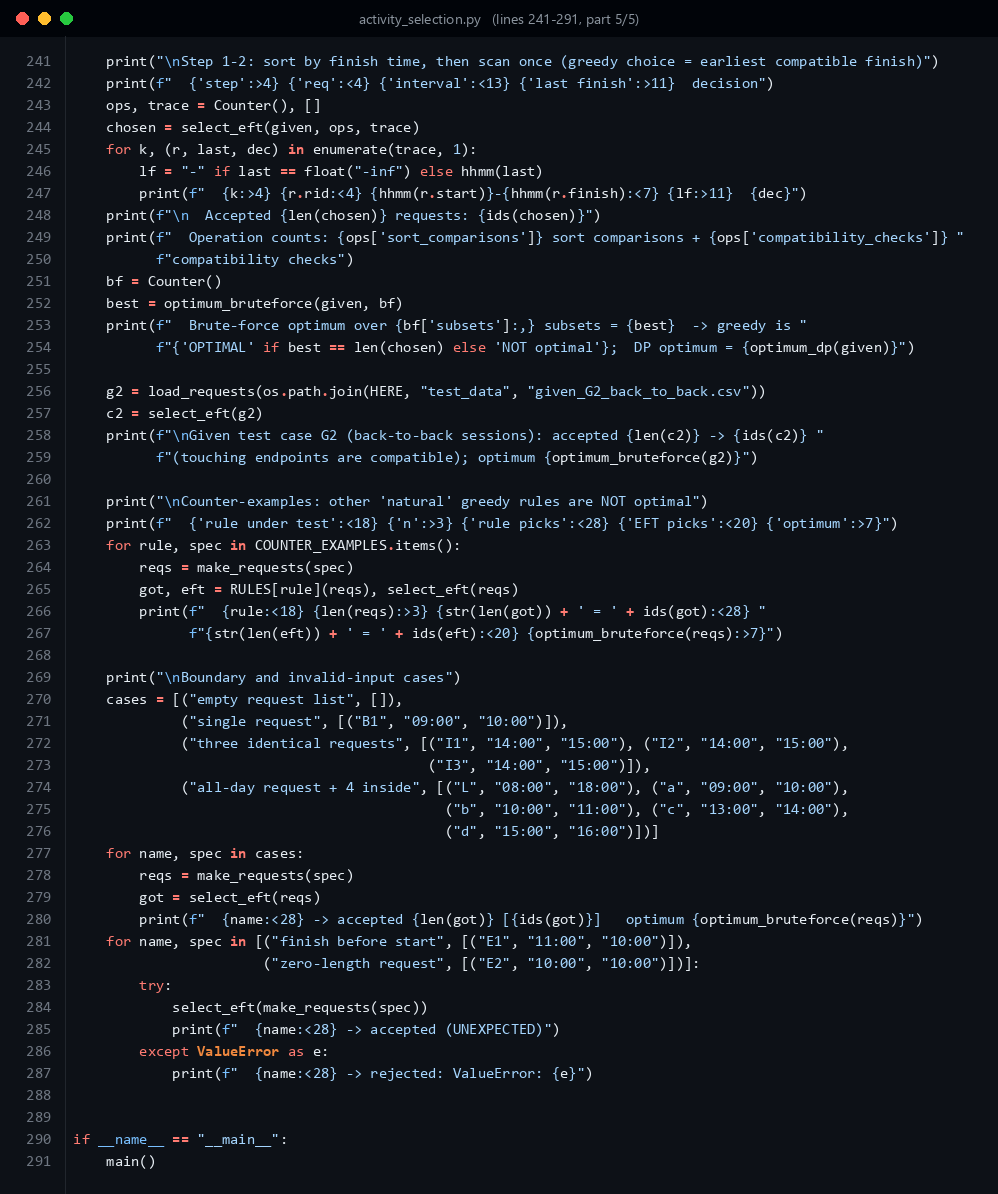 activity_selection.py (lines 241-291, part 5/5)
241     print("\nStep 1-2: sort by finish time, then scan once (greedy choice = earliest compatible finish)")
242     print(f"  {'step':>4} {'req':<4} {'interval':<13} {'last finish':>11}  decision")
243     ops, trace = Counter(), []
244     chosen = select_eft(given, ops, trace)
245     for k, (r, last, dec) in enumerate(trace, 1):
246         lf = "-" if last == float("-inf") else hhmm(last)
247         print(f"  {k:>4} {r.rid:<4} {hhmm(r.start)}-{hhmm(r.finish):<7} {lf:>11}  {dec}")
248     print(f"\n  Accepted {len(chosen)} requests: {ids(chosen)}")
249     print(f"  Operation counts: {ops['sort_comparisons']} sort comparisons + {ops['compatibility_checks']} "
250           f"compatibility checks")
251     bf = Counter()
252     best = optimum_bruteforce(given, bf)
253     print(f"  Brute-force optimum over {bf['subsets']:,} subsets = {best}  -> greedy is "
254           f"{'OPTIMAL' if best == len(chosen) else 'NOT optimal'};  DP optimum = {optimum_dp(given)}")
255
256     g2 = load_requests(os.path.join(HERE, "test_data", "given_G2_back_to_back.csv"))
257     c2 = select_eft(g2)
258     print(f"\nGiven test case G2 (back-to-back sessions): accepted {len(c2)} -> {ids(c2)} "
259           f"(touching endpoints are compatible); optimum {optimum_bruteforce(g2)}")
260
261     print("\nCounter-examples: other 'natural' greedy rules are NOT optimal")
262     print(f"  {'rule under test':<18} {'n':>3} {'rule picks':<28} {'EFT picks':<20} {'optimum':>7}")
263     for rule, spec in COUNTER_EXAMPLES.items():
264         reqs = make_requests(spec)
265         got, eft = RULES[rule](reqs), select_eft(reqs)
266         print(f"  {rule:<18} {len(reqs):>3} {str(len(got)) + ' = ' + ids(got):<28} "
267               f"{str(len(eft)) + ' = ' + ids(eft):<20} {optimum_bruteforce(reqs):>7}")
268
269     print("\nBoundary and invalid-input cases")
270     cases = [("empty request list", []),
271              ("single request", [("B1", "09:00", "10:00")]),
272              ("three identical requests", [("I1", "14:00", "15:00"), ("I2", "14:00", "15:00"),
273                                            ("I3", "14:00", "15:00")]),
274              ("all-day request + 4 inside", [("L", "08:00", "18:00"), ("a", "09:00", "10:00"),
275                                              ("b", "10:00", "11:00"), ("c", "13:00", "14:00"),
276                                              ("d", "15:00", "16:00")])]
277     for name, spec in cases:
278         reqs = make_requests(spec)
279         got = select_eft(reqs)
280         print(f"  {name:<28} -> accepted {len(got)} [{ids(got)}]   optimum {optimum_bruteforce(reqs)}")
281     for name, spec in [("finish before start", [("E1", "11:00", "10:00")]),
282                        ("zero-length request", [("E2", "10:00", "10:00")])]:
283         try:
284             select_eft(make_requests(spec))
285             print(f"  {name:<28} -> accepted (UNEXPECTED)")
286         except ValueError as e:
287             print(f"  {name:<28} -> rejected: ValueError: {e}")
288
289
290 if __name__ == "__main__":
291     main()